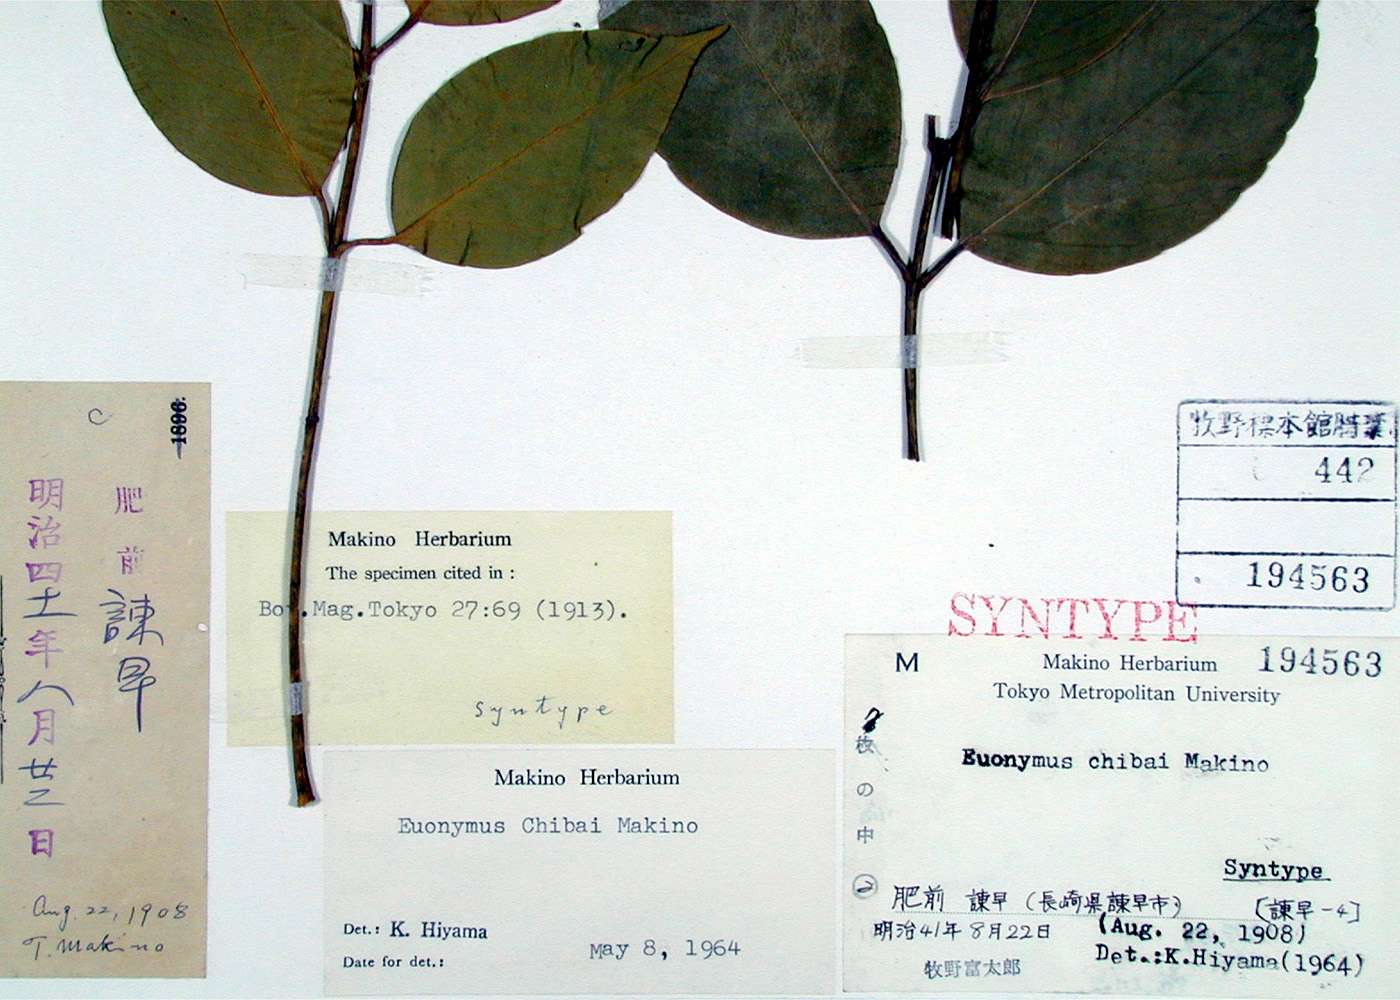 C
1896.
肥前諫早
明治四十一年八月廿二日
Aug. 22, 1908
T. Makino
Makino Herbarium
The specimen cited in :
Bot.Mag.Tokyo 27:69 (1913).
Syntype
Makino Herbarium
Euonymus Chibai Makino
Det.: K. Hiyama
Date for det.: May 8, 1964
牧野標本館
442
194563
SYNTYPE
M
Makino Herbarium
194563
Tokyo Metropolitan University
2枚の中②
Euonymus chibai Makino
Syntype
肥前 諫早 (長崎県諫早市) [諫早-4]
明治41年8月22日 (Aug. 22, 1908)
牧野富太郎 Det.:K.Hiyama(1964)